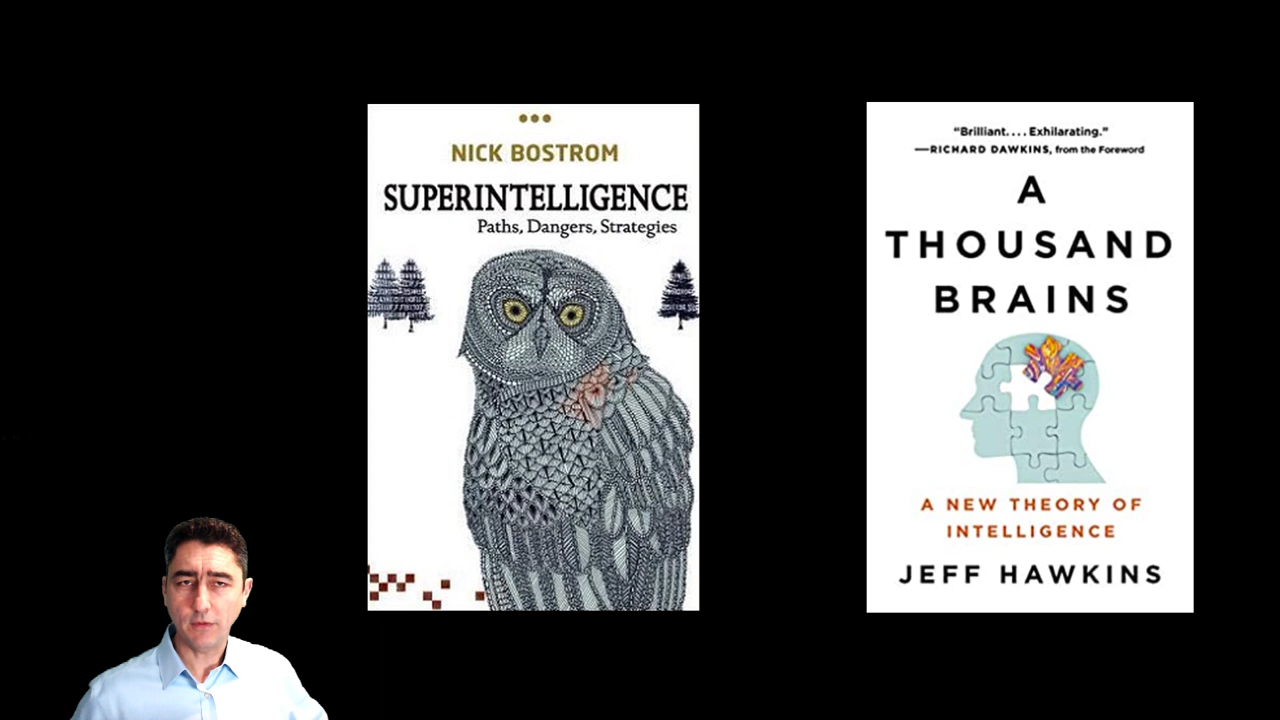 NICK BOSTROM
SUPERINTELLIGENCE
Paths, Dangers, Strategies
“Brilliant. . . . Exhilarating.”
—RICHARD DAWKINS, from the Foreword
A
THOUSAND
BRAINS
A NEW THEORY OF
INTELLIGENCE
JEFF HAWKINS